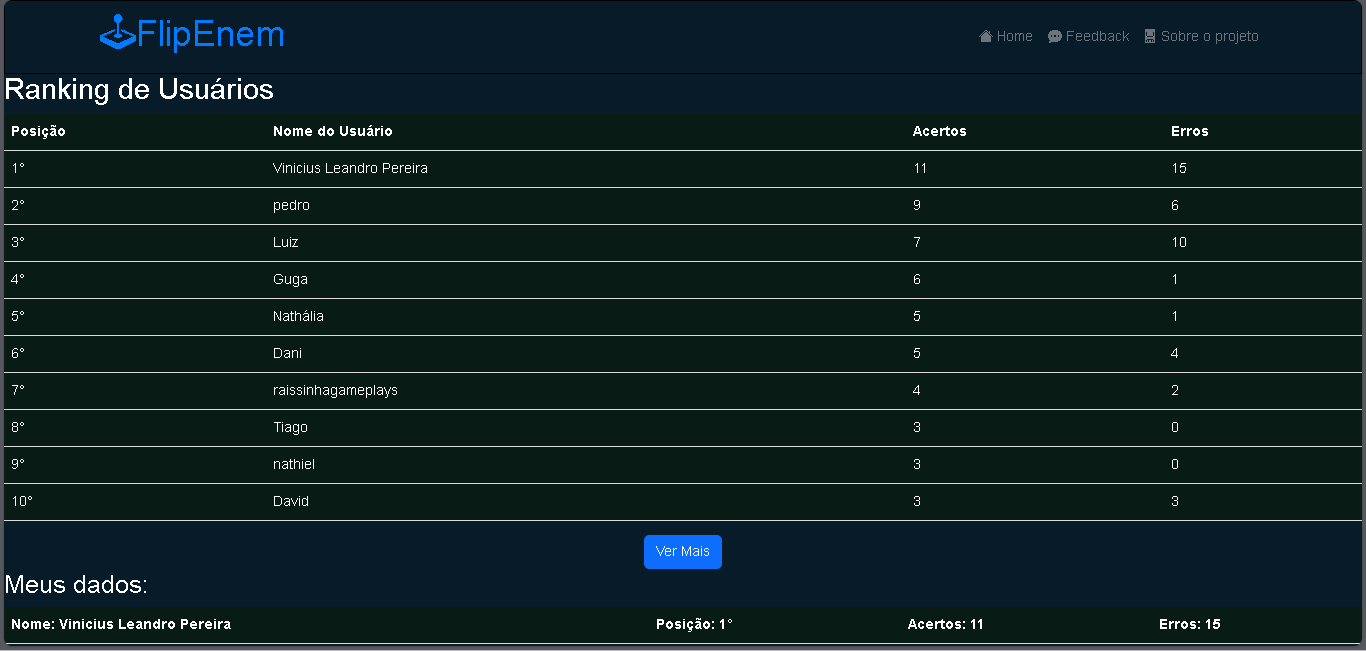 FlipEnem
Home Feedback Sobre o projeto
Ranking de Usuários
Posição Nome do Usuário Acertos Erros
1° Vinicius Leandro Pereira 11 15
2° pedro 9 6
3° Luiz 7 10
4° Guga 6 1
5° Nathália 5 1
6° Dani 5 4
7° raissinhagameplays 4 2
8° Tiago 3 0
9° nathiel 3 0
10° David 3 3
Ver Mais
Meus dados:
Nome: Vinicius Leandro Pereira Posição: 1° Acertos: 11 Erros: 15